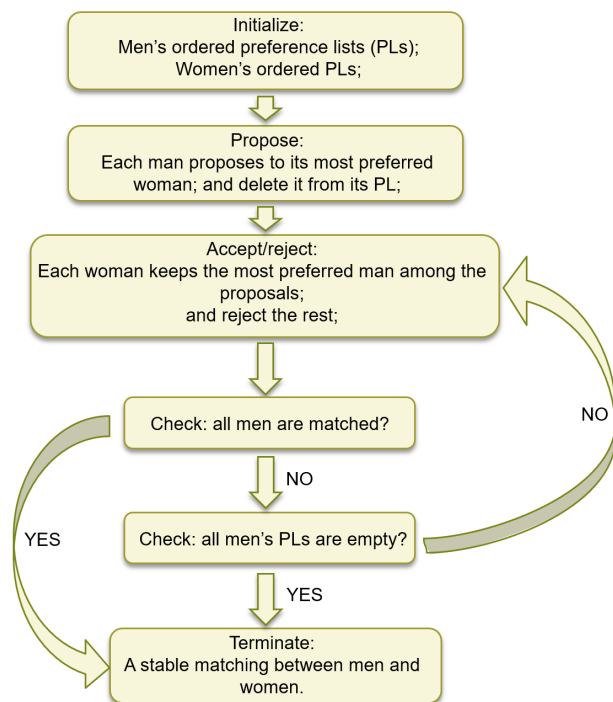 Initialize:
Men’s ordered preference lists (PLs);
Women’s ordered PLs;
Propose:
Each man proposes to its most preferred
woman; and delete it from its PL;
Accept/reject:
Each woman keeps the most preferred man among the
proposals;
and reject the rest;
Check: all men are matched?
NO
NO
YES
Check: all men’s PLs are empty?
YES
Terminate:
A stable matching between men and
women.